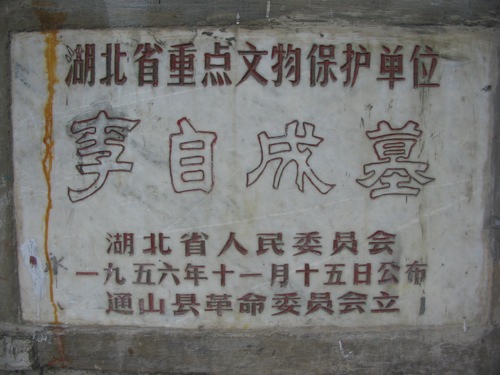 湖北省重点文物保护单位
李自成墓
湖北省人民委员会
一九五六年十一月十五日公布
通山县革命委员会立